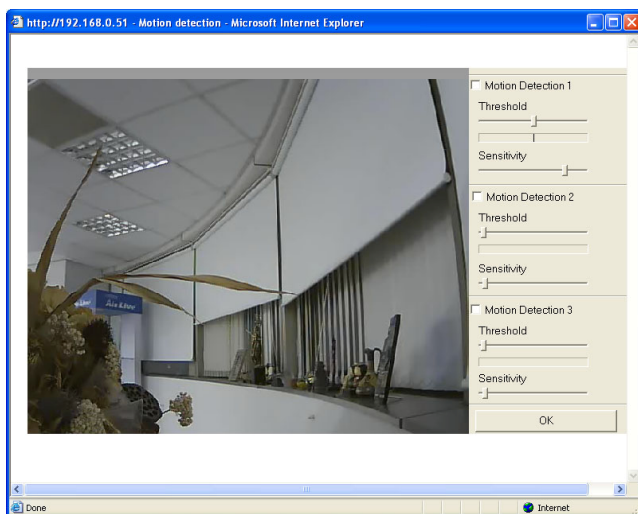 http://192.168.0.51 - Motion detection - Microsoft Internet Explorer
Motion Detection 1
Threshold
Sensitivity
Motion Detection 2
Threshold
Sensitivity
Motion Detection 3
Threshold
Sensitivity
OK
Done
Internet